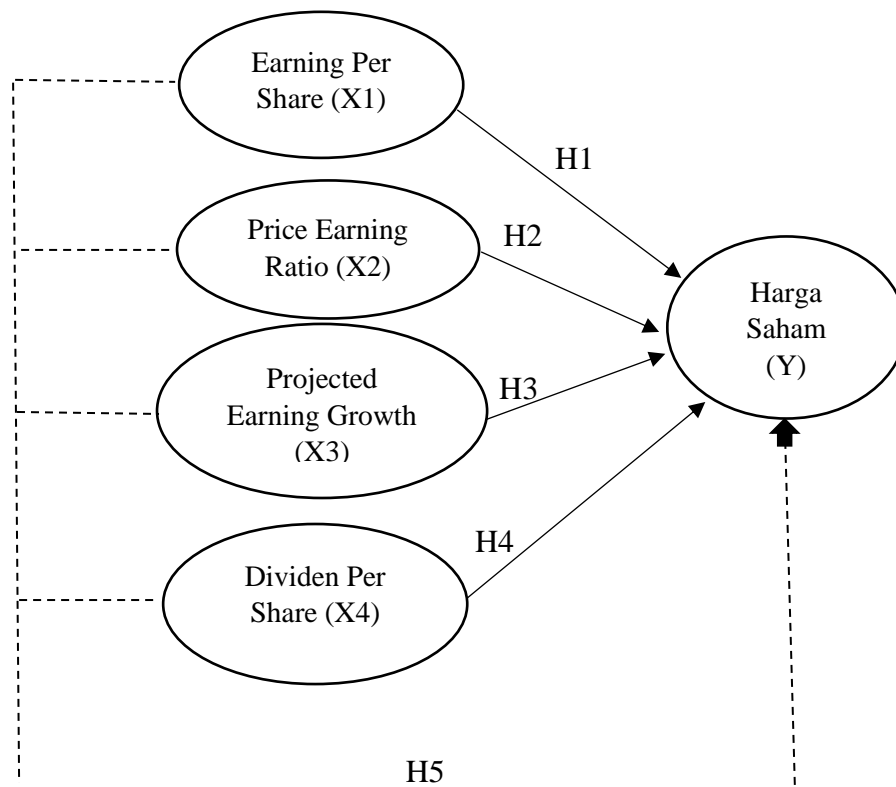 Earning Per
Share (X1)
H1
Price Earning
Ratio (X2)
H2
Harga
Saham
(Y)
Projected
Earning Growth
(X3)
H3
Dividen Per
Share (X4)
H4
H5